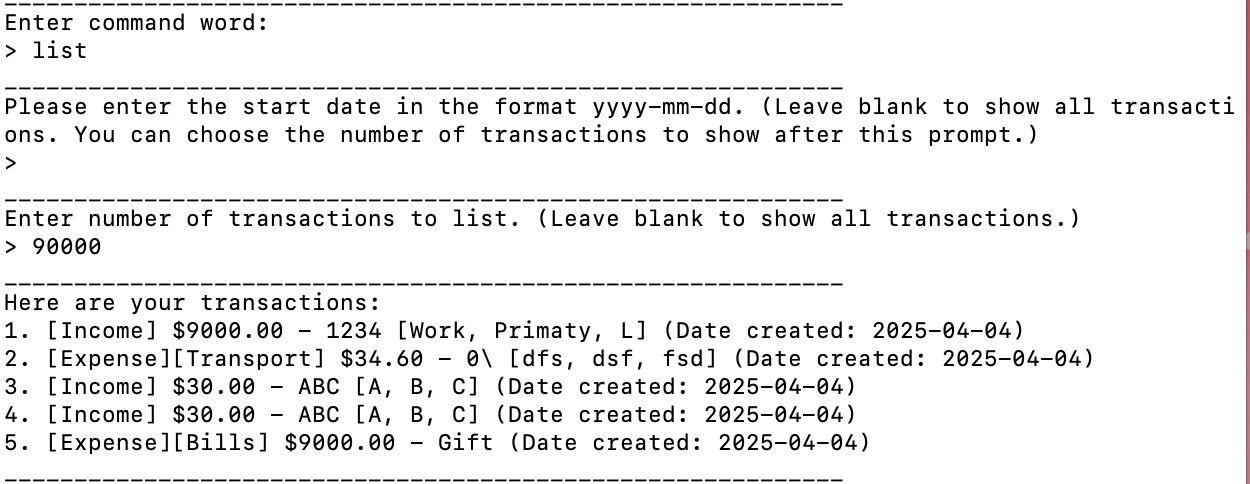 ____________________________________________________________
Enter command word:
> list
____________________________________________________________
Please enter the start date in the format yyyy-mm-dd. (Leave blank to show all transacti
ons. You can choose the number of transactions to show after this prompt.)
>
____________________________________________________________
Enter number of transactions to list. (Leave blank to show all transactions.)
> 90000
____________________________________________________________
Here are your transactions:
1. [Income] $9000.00 - 1234 [Work, Primaty, L] (Date created: 2025-04-04)
2. [Expense][Transport] $34.60 - 0\ [dfs, dsf, fsd] (Date created: 2025-04-04)
3. [Income] $30.00 - ABC [A, B, C] (Date created: 2025-04-04)
4. [Income] $30.00 - ABC [A, B, C] (Date created: 2025-04-04)
5. [Expense][Bills] $9000.00 - Gift (Date created: 2025-04-04)
____________________________________________________________